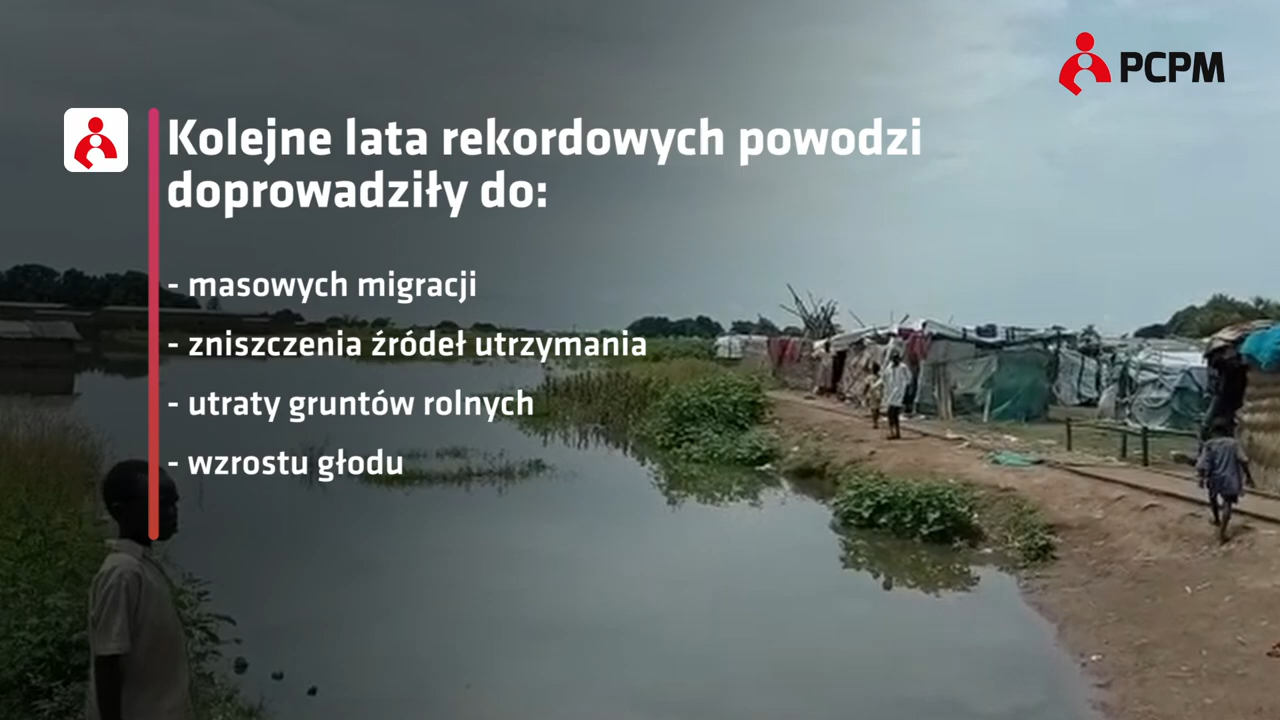 PCPM
Kolejne lata rekordowych powodzi
doprowadziły do:
- masowych migracji
- zniszczenia źródeł utrzymania
- utraty gruntów rolnych
- wzrostu głodu